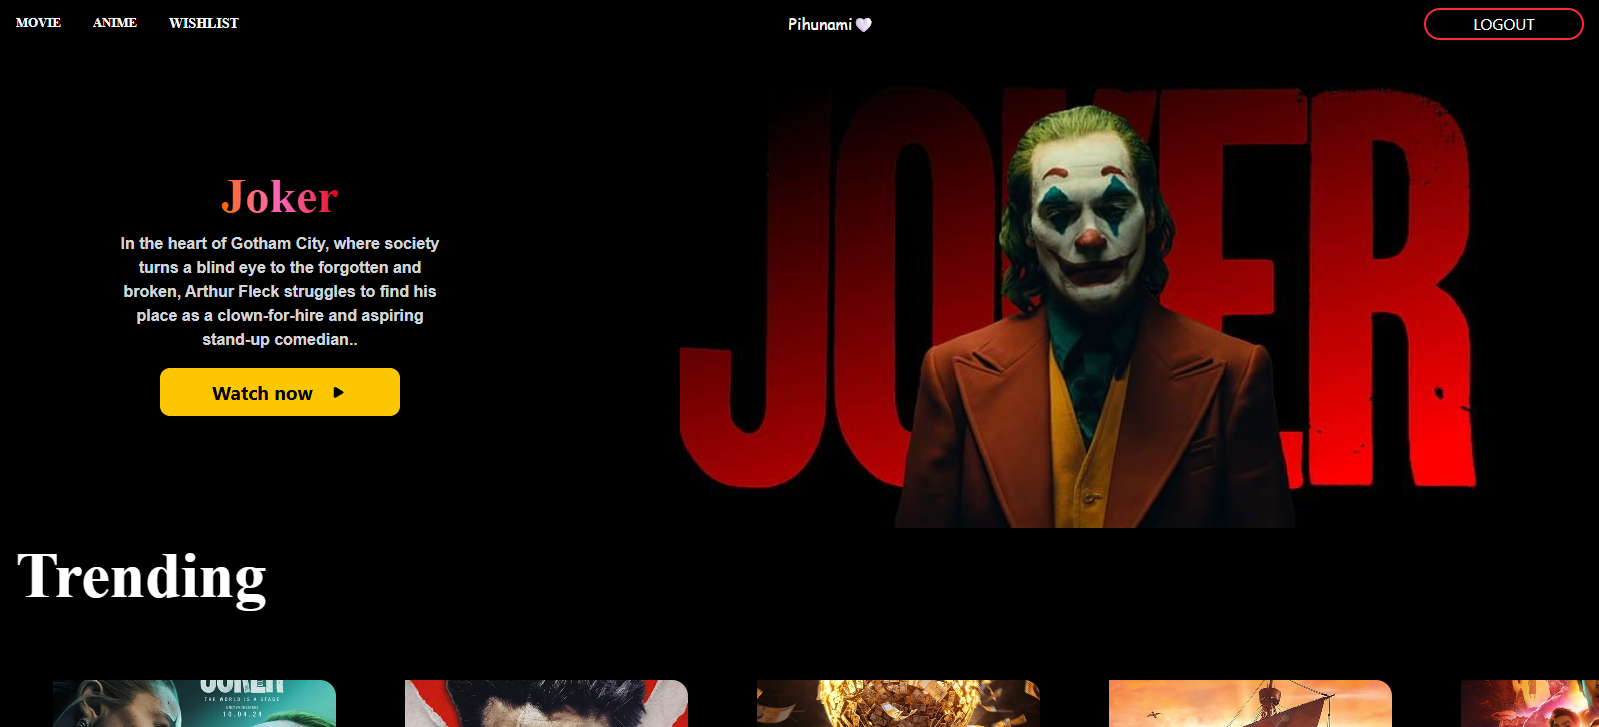 MOVIE ANIME WISHLIST Pihunami🤍 LOGOUT
JOKER
Joker
In the heart of Gotham City, where society
turns a blind eye to the forgotten and
broken, Arthur Fleck struggles to find his
place as a clown-for-hire and aspiring
stand-up comedian..
Watch now
Trending
JOKER
THE WORLD IS A STAGE
10.04.24